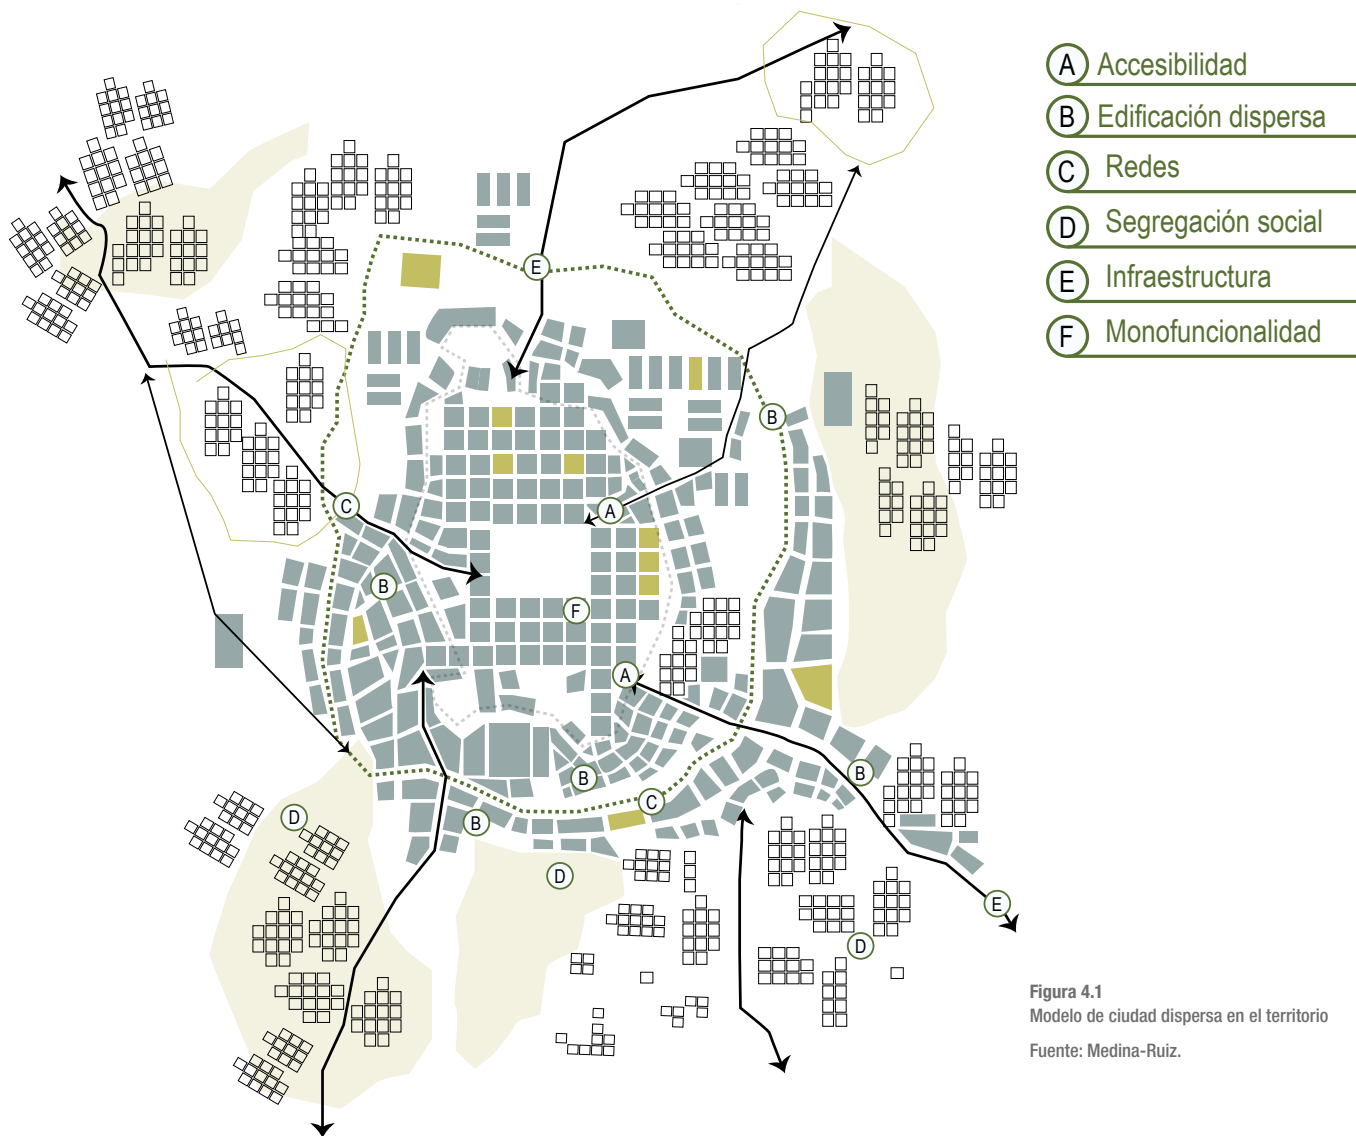 A Accesibilidad
B Edificación dispersa
C Redes
D Segregación social
E Infraestructura
F Monofuncionalidad
E
B
C
A
B
F
A
B
B
C
B
D
D
E
D
Figura 4.1
Modelo de ciudad dispersa en el territorio
Fuente: Medina-Ruiz.